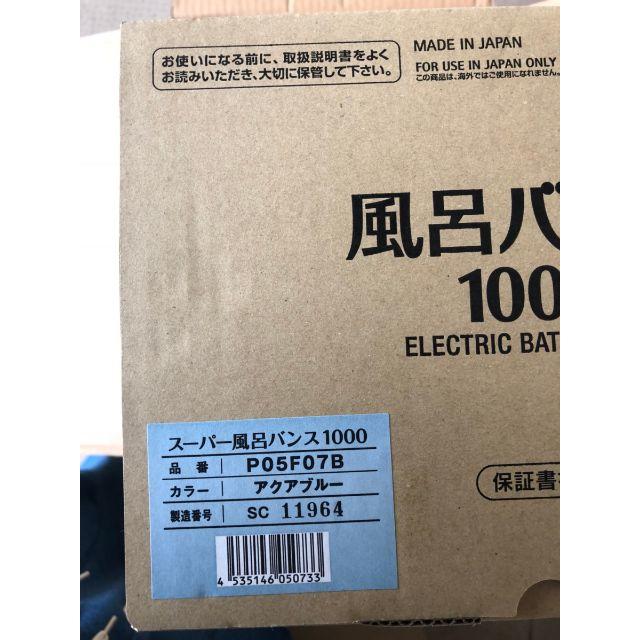 お使いになる前に、取扱説明書をよく
お読みいただき、大切に保管して下さい。
MADE IN JAPAN
FOR USE IN JAPAN ONLY
この商品は、海外ではご使用になれません。
風呂バ
100
ELECTRIC BAT
スーパー風呂バンス1000
品番 P05F07B
カラー アクアブルー
製造番号 SC 11964
4 535146 050733
保証書